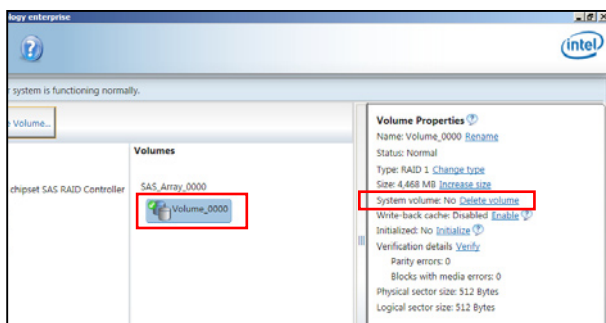 logy enterprise
intel
system is functioning normally.
Volume...
Volumes
chipset SAS RAID Controller
SAS_Array_0000
Volume_0000
Volume Properties
Name: Volume_0000 Rename
Status: Normal
Type: RAID 1 Change type
Size: 4,468 MB Increase size
System volume: No Delete volume
Write-back cache: Disabled Enable
Initialized: No Initialize
Verification details Verify
Parity errors: 0
Blocks with media errors: 0
Physical sector size: 512 Bytes
Logical sector size: 512 Bytes